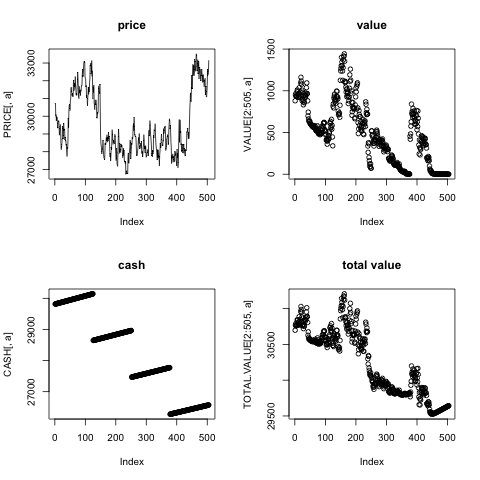 price
PRICE[, a]
27000 30000 33000
0 100 200 300 400 500
Index
value
VALUE[2:505, a]
0 500 1000 1500
0 100 200 300 400 500
Index
cash
CASH[, a]
27000 29000
0 100 200 300 400 500
Index
total value
TOTAL.VALUE[2:505, a]
29500 30500
0 100 200 300 400 500
Index